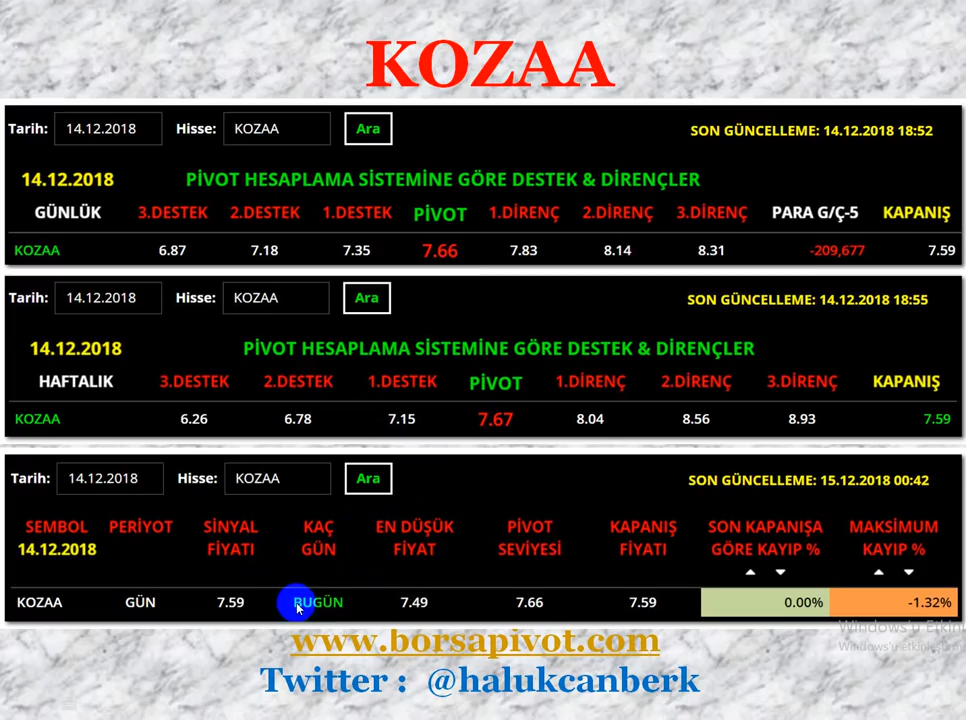 KOZAA
Tarih: 14.12.2018 Hisse: KOZAA Ara SON GÜNCELLEME: 14.12.2018 18:52
14.12.2018 PİVOT HESAPLAMA SİSTEMİNE GÖRE DESTEK & DİRENÇLER
GÜNLÜK 3.DESTEK 2.DESTEK 1.DESTEK PİVOT 1.DİRENÇ 2.DİRENÇ 3.DİRENÇ PARA G/Ç-5 KAPANIŞ
KOZAA 6.87 7.18 7.35 7.66 7.83 8.14 8.31 -209,677 7.59
Tarih: 14.12.2018 Hisse: KOZAA Ara SON GÜNCELLEME: 14.12.2018 18:55
14.12.2018 PİVOT HESAPLAMA SİSTEMİNE GÖRE DESTEK & DİRENÇLER
HAFTALIK 3.DESTEK 2.DESTEK 1.DESTEK PİVOT 1.DİRENÇ 2.DİRENÇ 3.DİRENÇ KAPANIŞ
KOZAA 6.26 6.78 7.15 7.67 8.04 8.56 8.93 7.59
Tarih: 14.12.2018 Hisse: KOZAA Ara SON GÜNCELLEME: 15.12.2018 00:42
SEMBOL PERİYOT SİNYAL KAÇ EN DÜŞÜK PİVOT KAPANIŞ SON KAPANIŞA MAKSİMUM
14.12.2018 FİYATI GÜN FİYAT SEVİYESİ FİYATI GÖRE KAYIP % KAYIP %
KOZAA GÜN 7.59 BUGÜN 7.49 7.66 7.59 0.00% -1.32%
Windows'u Etkin
www.borsapivot.com
Windows'u etkinleştirm
Twitter : @halukcanberk